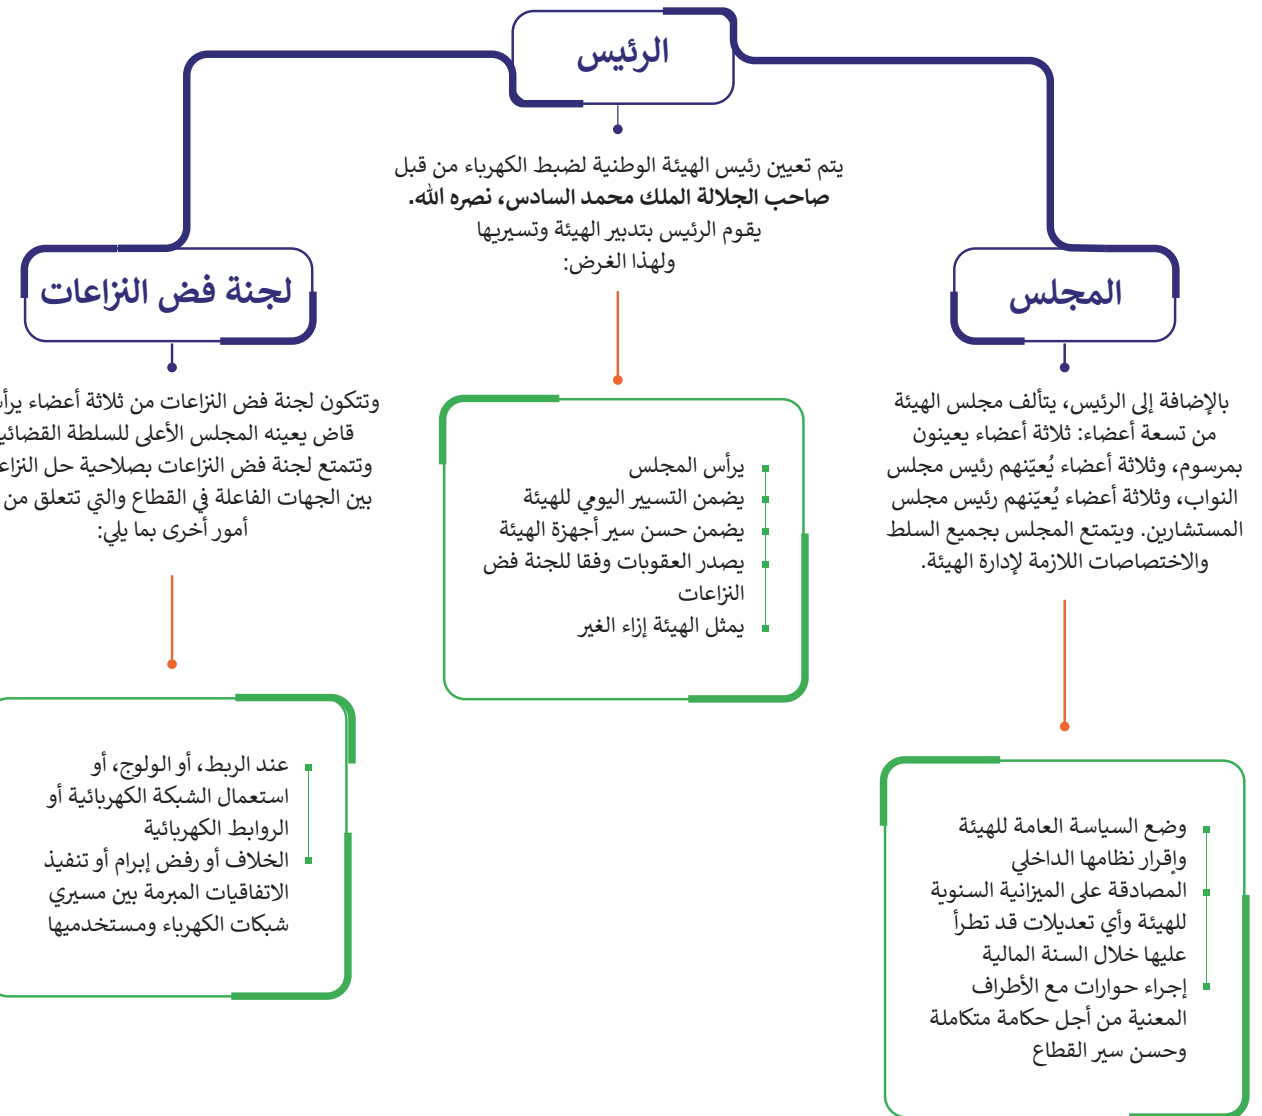 الرئيس
يتم تعيين رئيس الهيئة الوطنية لضبط الكهرباء من قبل
صاحب الجلالة الملك محمد السادس، نصره الله.
يقوم الرئيس بتدبير الهيئة وتسييرها
ولهذا الغرض:
يرأس المجلس
يضمن التسيير اليومي للهيئة
يضمن حسن سير أجهزة الهيئة
يصدر العقوبات وفقا للجنة فض
النزاعات
يمثل الهيئة إزاء الغير
المجلس
بالإضافة إلى الرئيس، يتألف مجلس الهيئة
من تسعة أعضاء: ثلاثة أعضاء يعينون
بمرسوم، وثلاثة أعضاء يُعيّنهم رئيس مجلس
النواب، وثلاثة أعضاء يُعيّنهم رئيس مجلس
المستشارين. ويتمتع المجلس بجميع السلط
والاختصاصات اللازمة لإدارة الهيئة.
وضع السياسة العامة للهيئة
وإقرار نظامها الداخلي
المصادقة على الميزانية السنوية
للهيئة وأي تعديلات قد تطرأ
عليها خلال السنة المالية
إجراء حوارات مع الأطراف
المعنية من أجل حكامة متكاملة
وحسن سير القطاع
لجنة فض النزاعات
وتتكون لجنة فض النزاعات من ثلاثة أعضاء
قاض يعينه المجلس الأعلى للسلطة
وتتمتع لجنة فض النزاعات بصلاحية حل
بين الجهات الفاعلة في القطاع والتي تتعلق من
أمور أخرى بما يلي:
عند الربط، أو الولوج، أو
استعمال الشبكة الكهربائية أو
الروابط الكهربائية
الخلاف أو رفض إبرام أو تنفيذ
الاتفاقيات المبرمة بين مسيري
شبكات الكهرباء ومستخدميها